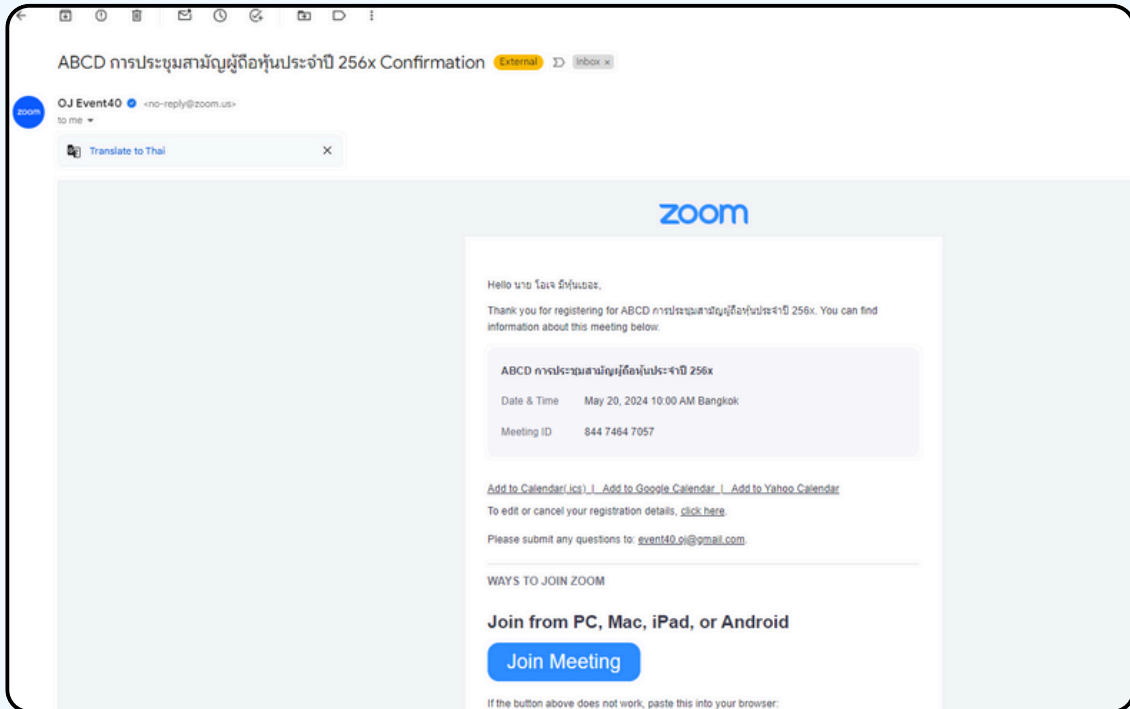 ABCD การประชุมสามัญผู้ถือหุ้นประจำปี 256x Confirmation External Inbox x
zoom
OJ Event40 <no-reply@zoom.us>
to me
Translate to Thai
zoom
Hello นาย โอเจ มีหุ้นเยอะ,
Thank you for registering for ABCD การประชุมสามัญผู้ถือหุ้นประจำปี 256x. You can find
information about this meeting below.
ABCD การประชุมสามัญผู้ถือหุ้นประจำปี 256x
Date & Time May 20, 2024 10:00 AM Bangkok
Meeting ID 844 7464 7057
Add to Calendar(.ics) | Add to Google Calendar | Add to Yahoo Calendar
To edit or cancel your registration details, click here.
Please submit any questions to: event40.oj@gmail.com.
WAYS TO JOIN ZOOM
Join from PC, Mac, iPad, or Android
Join Meeting
If the button above does not work, paste this into your browser: